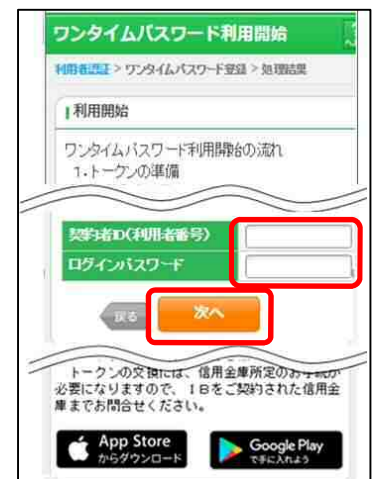 ワンタイムパスワード利用開始
利用者認証 > ワンタイムパスワード登録 > 処理結果
利用開始
ワンタイムパスワード利用開始の流れ
1.トークンの準備
契約者ID(利用者番号)
ログインパスワード
戻る
次へ
トークンの交換には、信用金庫所定のお手続が
必要になりますので、IBをご契約された信用金
庫までお問合せください。
App Store
からダウンロード
Google Play
で手に入れよう